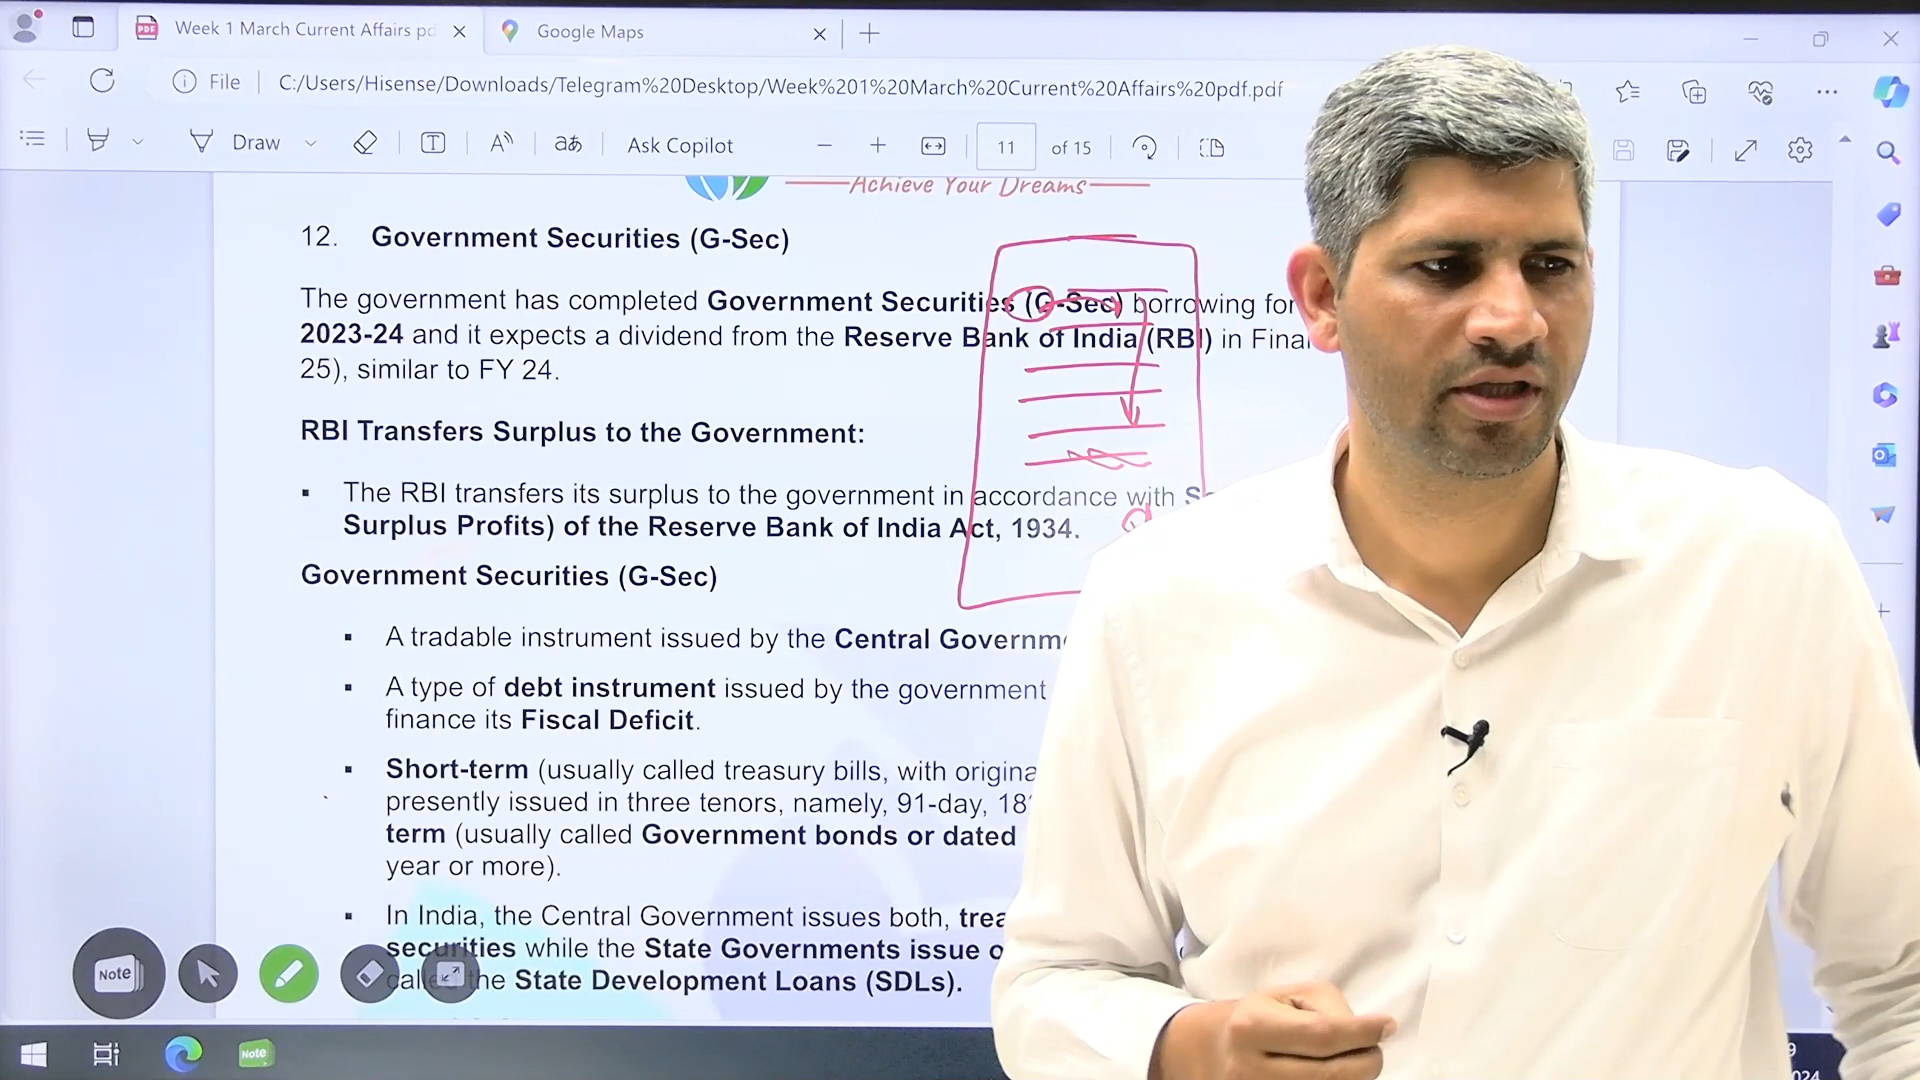 Week 1 March Current Affairs pd
Google Maps
File
C:/Users/Hisense/Downloads/Telegram%20Desktop/Week%201%20March%20Current%20Affairs%20pdf.pdf
Draw
T
A
aあ
Ask Copilot
11
of 15
Achieve Your Dreams
12. Government Securities (G-Sec)
The government has completed Government Securities (G-Sec) borrowing for
2023-24 and it expects a dividend from the Reserve Bank of India (RBI) in Finan
25), similar to FY 24.
RBI Transfers Surplus to the Government:
The RBI transfers its surplus to the government in accordance with
Surplus Profits) of the Reserve Bank of India Act, 1934.
Government Securities (G-Sec)
A tradable instrument issued by the Central Governm
A type of debt instrument issued by the government
finance its Fiscal Deficit.
Short-term (usually called treasury bills, with origina
presently issued in three tenors, namely, 91-day, 18
term (usually called Government bonds or dated
year or more).
In India, the Central Government issues both, trea
securities while the State Governments issue o
called the State Development Loans (SDLs).
Note
Note